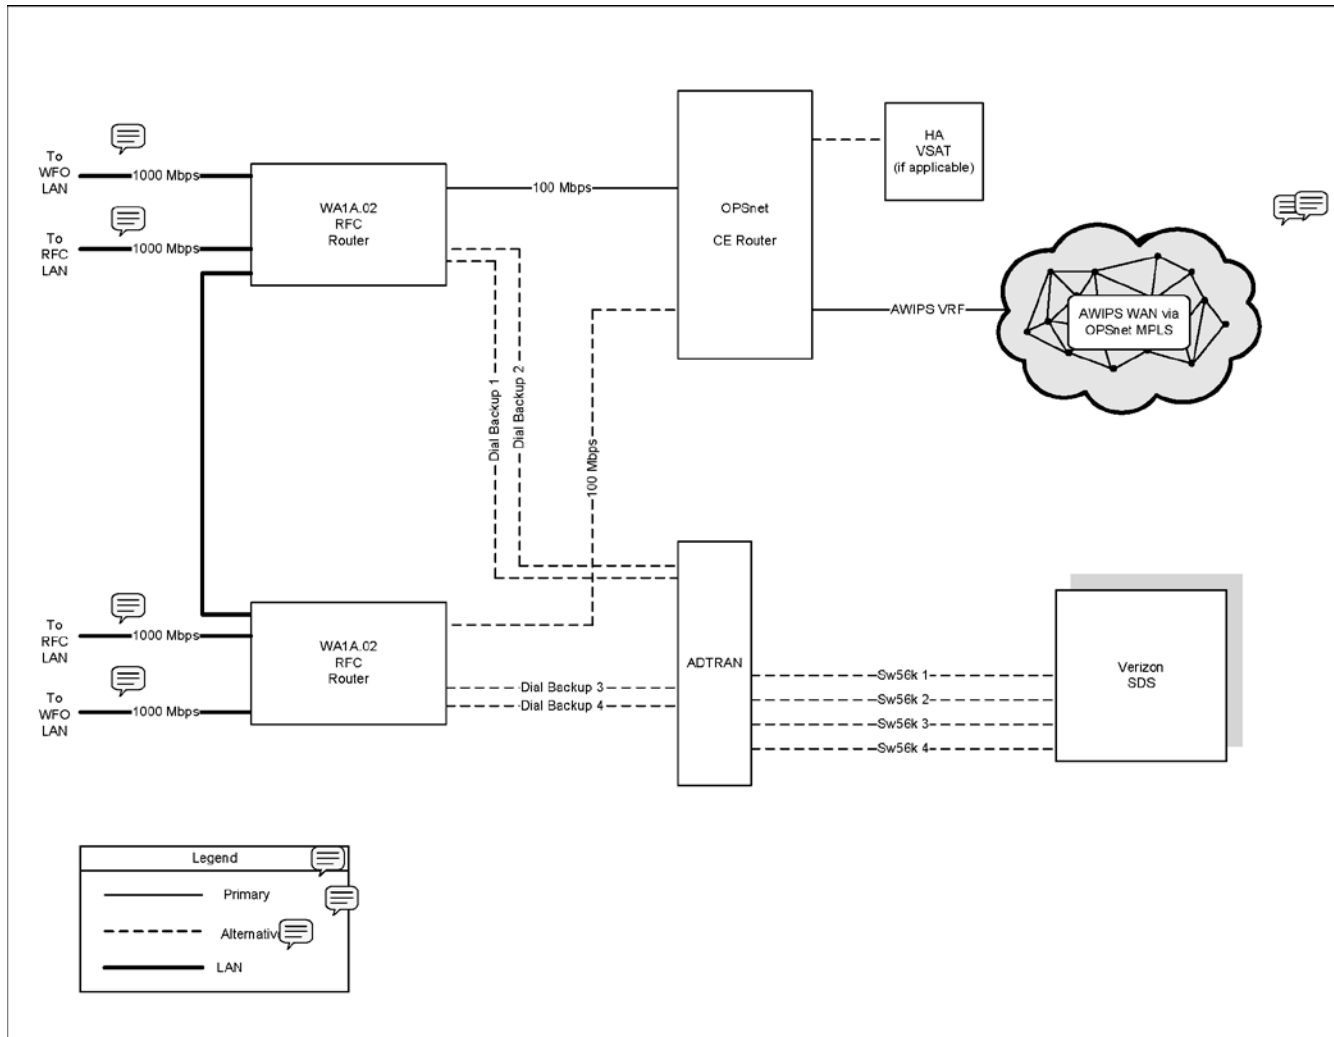 To
WFO
LAN
1000 Mbps
To
RFC
LAN
1000 Mbps
WA1A.02
RFC
Router
100 Mbps
OPSnet
CE Router
HA
VSAT
(if applicable)
AWIPS VRF
AWIPS WAN via
OPSnet MPLS
Dial Backup 1
Dial Backup 2
100 Mbps
To
RFC
LAN
1000 Mbps
To
WFO
LAN
1000 Mbps
WA1A.02
RFC
Router
Dial Backup 3
Dial Backup 4
ADTRAN
Sw56k 1
Sw56k 2
Sw56k 3
Sw56k 4
Verizon
SDS
Legend
Primary
Alternativ
LAN